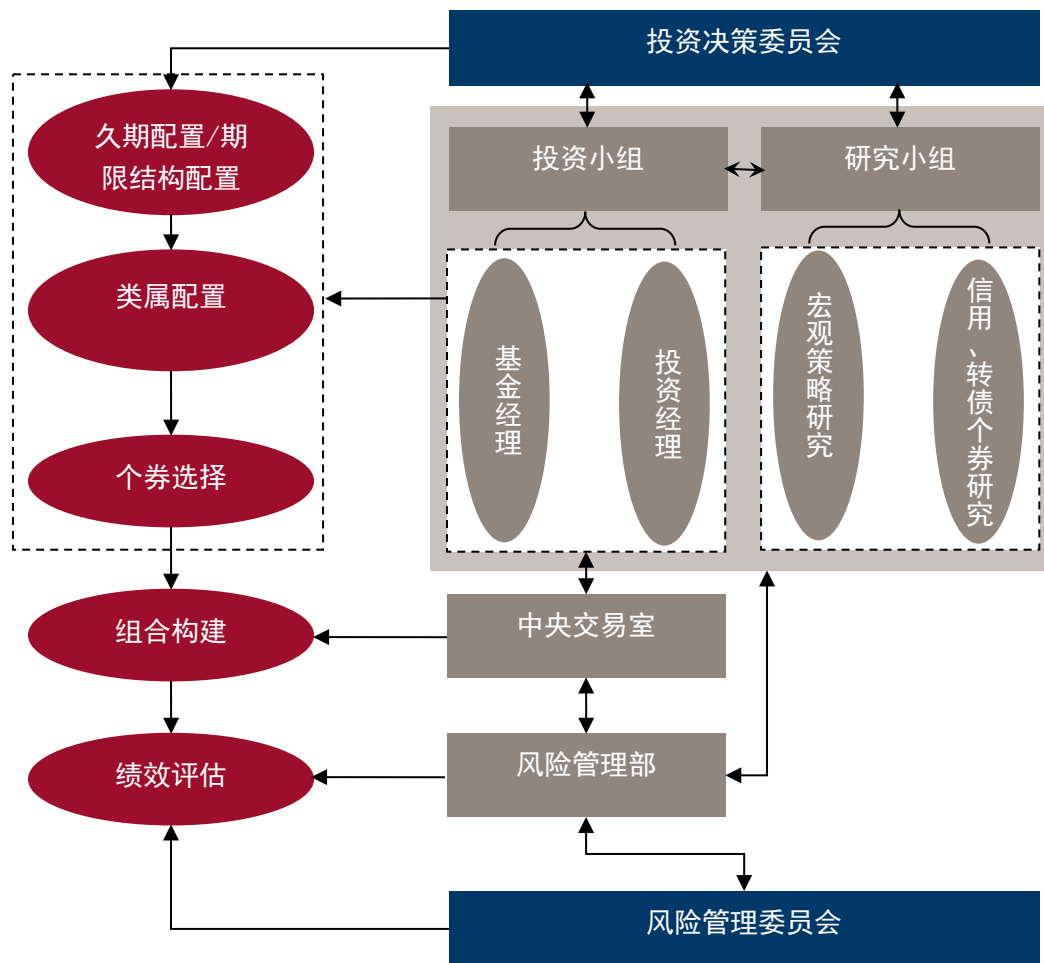 投资决策委员会
久期配置/期
限结构配置
投资小组
研究小组
类属配置
基金经理
投资经理
宏观策略研究
信用、转债个券研究
个券选择
组合构建
中央交易室
绩效评估
风险管理部
风险管理委员会